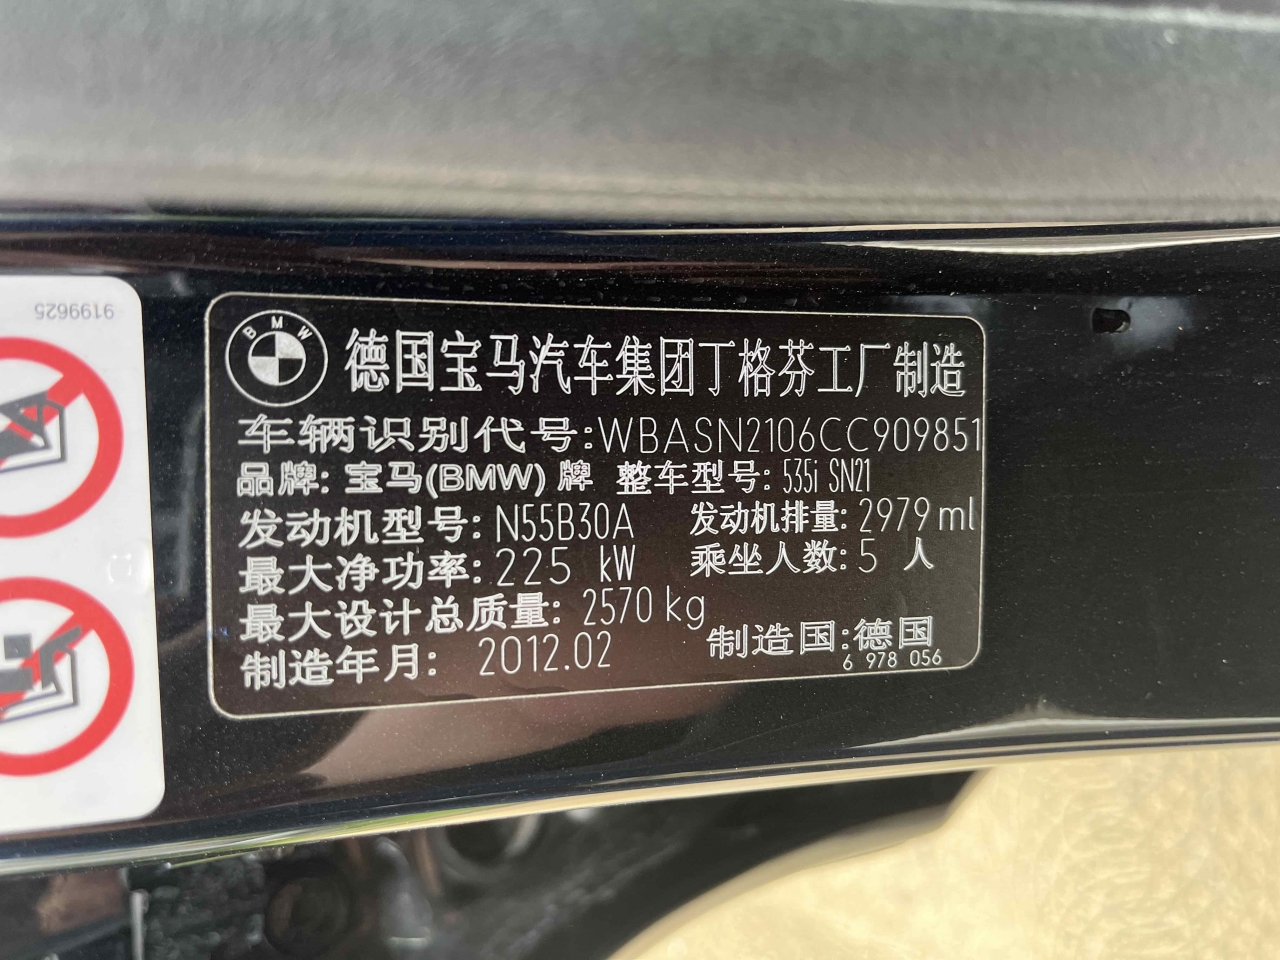 9199625
BMW
德国宝马汽车集团丁格芬工厂制造
车辆识别代号:WBASN2106CC909851
品牌: 宝马(BMW) 牌 整车型号: 535i SN21
发动机型号: N55B30A 发动机排量: 2979 ml
最大净功率: 225 kW 乘坐人数: 5 人
最大设计总质量: 2570 kg
制造年月: 2012.02 制造国: 德国
6 978 056